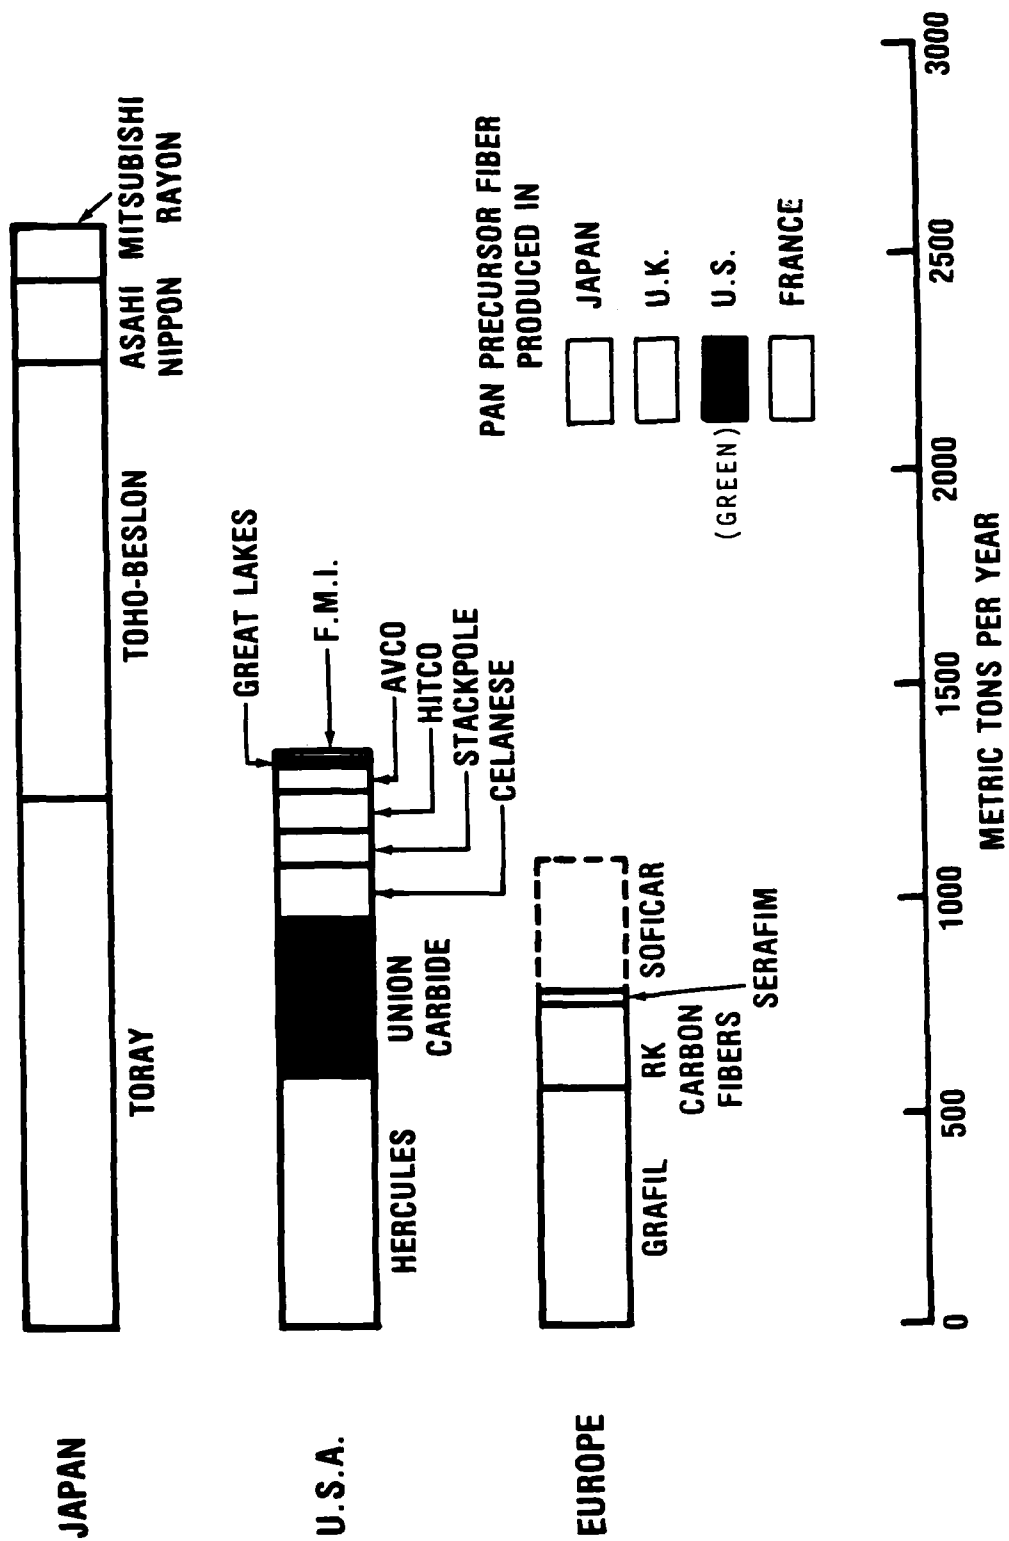 JAPAN
TORAY
TOHO-BESLON
ASAHI
NIPPON
MITSUBISHI
RAYON
U.S.A.
HERCULES
UNION
CARBIDE
GREAT LAKES
F.M.I.
AVCO
HITCO
STACKPOLE
CELANESE
EUROPE
GRAFIL
RK
CARBON
FIBERS
SOFICAR
SERAFIM
PAN PRECURSOR FIBER
PRODUCED IN
JAPAN
U.K.
(GREEN) U.S.
FRANCE
0 500 1000 1500 2000 2500 3000
METRIC TONS PER YEAR